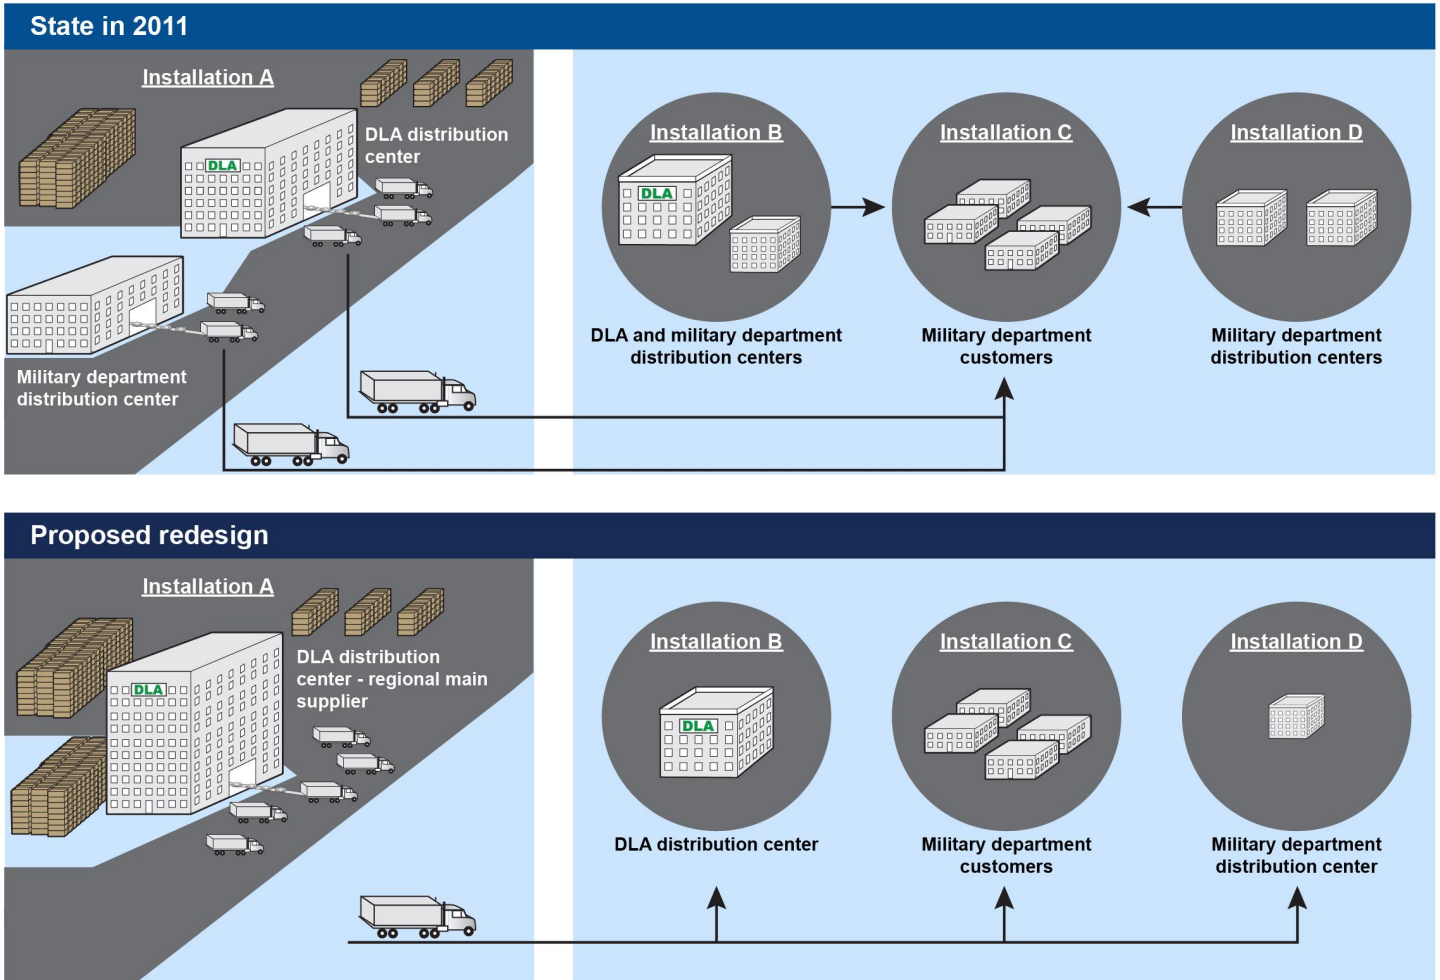 State in 2011
Installation A
DLA distribution
center
DLA
Military department
distribution center
Installation B
DLA
DLA and military department
distribution centers
Installation C
Military department
customers
Installation D
Military department
distribution centers
Proposed redesign
Installation A
DLA distribution
center - regional main
supplier
DLA
Installation B
DLA
DLA distribution center
Installation C
Military department
customers
Installation D
Military department
distribution center